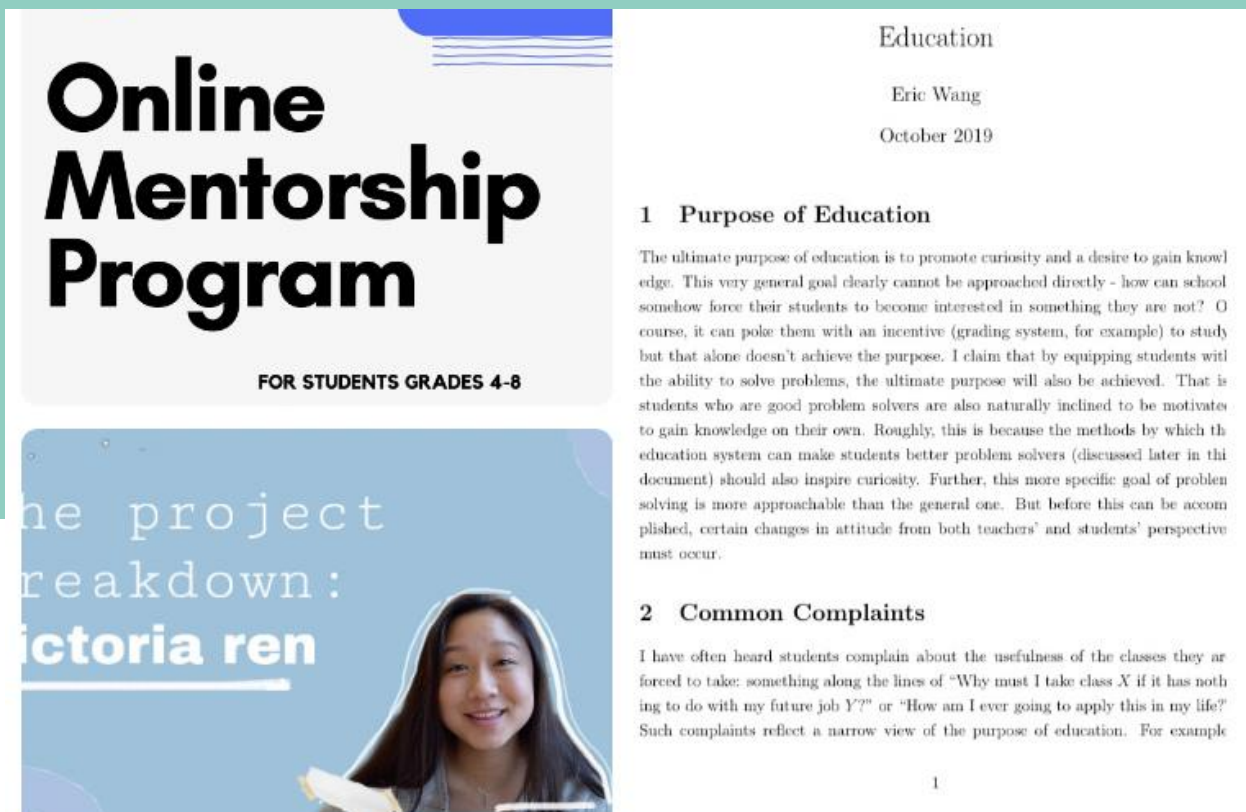 Online
Mentorship
Program
FOR STUDENTS GRADES 4-8
he project
reakdown:
ictoria ren
Education
Eric Wang
October 2019
1 Purpose of Education
The ultimate purpose of education is to promote curiosity and a desire to gain knowl
edge. This very general goal clearly cannot be approached directly - how can school
somehow force their students to become interested in something they are not? O
course, it can poke them with an incentive (grading system, for example) to study
but that alone doesn't achieve the purpose. I claim that by equipping students with
the ability to solve problems, the ultimate purpose will also be achieved. That is
students who are good problem solvers are also naturally inclined to be motivate
to gain knowledge on their own. Roughly, this is because the methods by which th
education system can make students better problem solvers (discussed later in thi
document) should also inspire curiosity. Further, this more specific goal of problem
solving is more approachable than the general one. But before this can be accom
plished, certain changes in attitude from both teachers' and students' perspective
must occur.
2 Common Complaints
I have often heard students complain about the usefulness of the classes they ar
forced to take: something along the lines of "Why must I take class X if it has noth
ing to do with my future job Y?" or "How am I ever going to apply this in my life?"
Such complaints reflect a narrow view of the purpose of education. For example
1